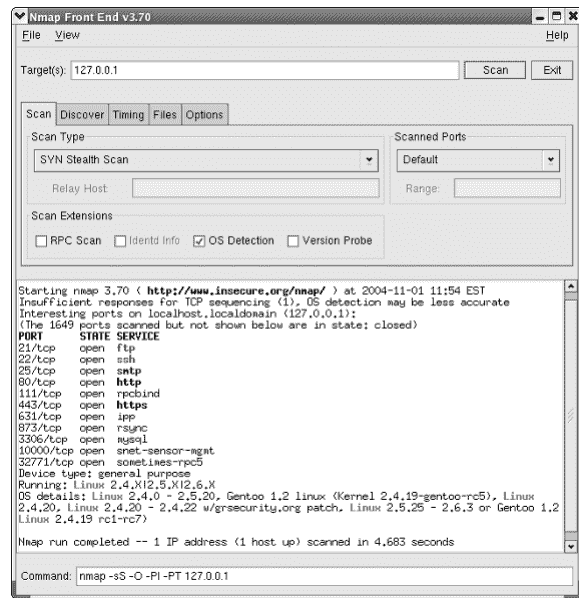 Nmap Front End v3.70
File View Help
Target(s): 127.0.0.1 Scan Exit
Scan Discover Timing Files Options
Scan Type Scanned Ports
SYN Stealth Scan Default
Relay Host: Range:
Scan Extensions
RPC Scan Identd Info OS Detection Version Probe
Starting nmap 3.70 ( http://www.insecure.org/nmap/ ) at 2004-11-01 11:54 EST
Insufficient responses for TCP sequencing (1), OS detection may be less accurate
Interesting ports on localhost.localdomain (127.0.0.1):
(The 1649 ports scanned but not shown below are in state: closed)
PORT STATE SERVICE
21/tcp open ftp
22/tcp open ssh
25/tcp open smtp
80/tcp open http
111/tcp open rpcbind
443/tcp open https
631/tcp open ipp
873/tcp open rsync
3306/tcp open mysql
10000/tcp open snet-sensor-mgmt
32771/tcp open sometimes-rpc5
Device type: general purpose
Running: Linux 2.4.X|2.5.X|2.6.X
OS details: Linux 2.4.0 - 2.5.20, Gentoo 1.2 linux (Kernel 2.4.19-gentoo-rc5), Linux
2.4.20, Linux 2.4.20 - 2.4.22 w/grsecurity.org patch, Linux 2.5.25 - 2.6.3 or Gentoo 1.2
Linux 2.4.19 rc1-rc7)
Nmap run completed -- 1 IP address (1 host up) scanned in 4.683 seconds
Command: nmap -sS -O -PI -PT 127.0.0.1